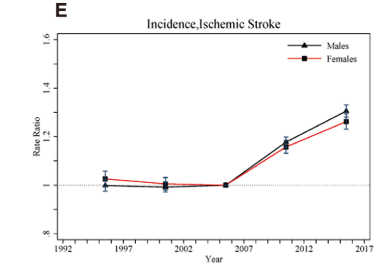 E
Incidence,Ischemic Stroke
Males
Females
Rate Ratio
1.6
1.4
1.2
1
.8
1992 1997 2002 2007 2012 2017
Year